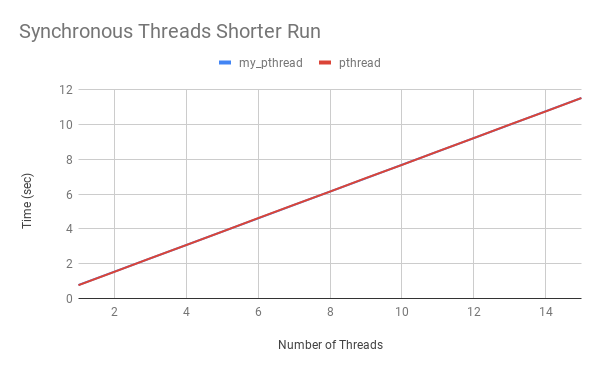 Synchronous Threads Shorter Run
my_pthread pthread
12
10
8
6
4
2
0
Time (sec)
2 4 6 8 10 12 14
Number of Threads